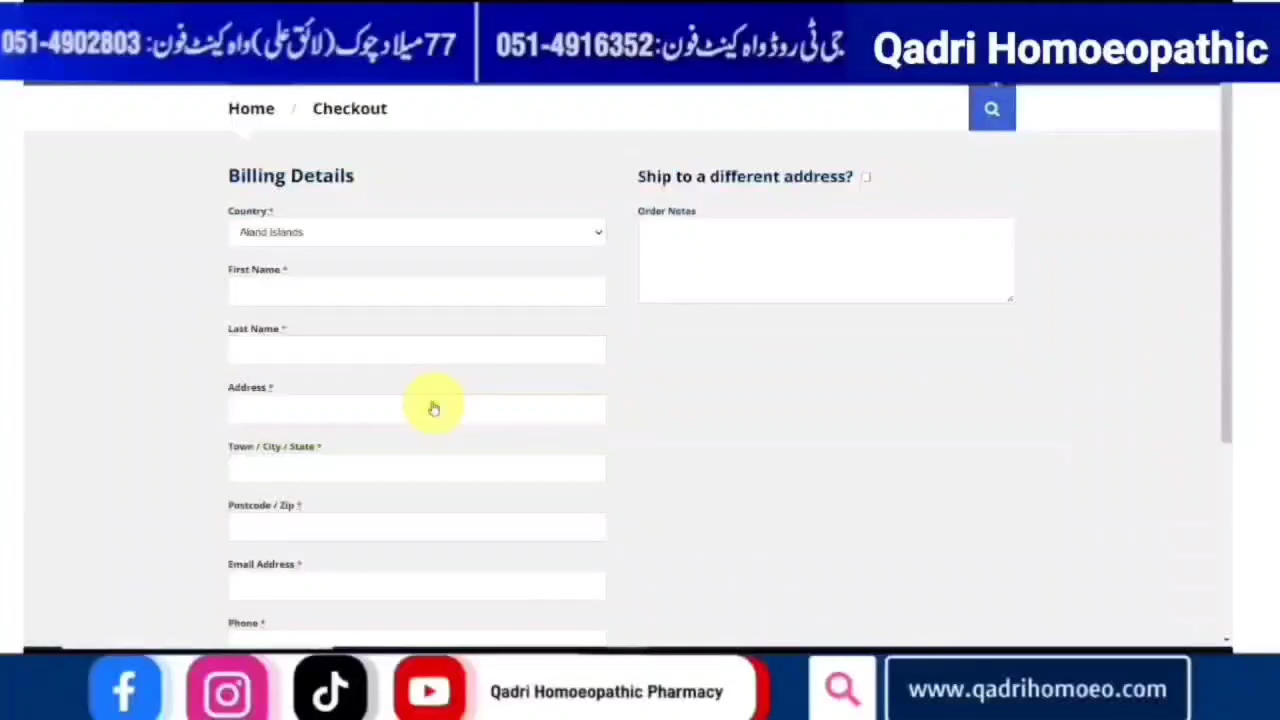 77 میلاد چوک (لائق علی) واہ کینٹ فون: 051-4902803
جی ٹی روڈ واہ کینٹ فون: 051-4916352
Qadri Homoeopathic
Home / Checkout
Billing Details
Country *
Aland Islands
First Name *
Last Name *
Address *
Town / City / State *
Postcode / Zip *
Email Address *
Phone *
Ship to a different address?
Order Notes
Qadri Homoeopathic Pharmacy
www.qadrihomoeo.com